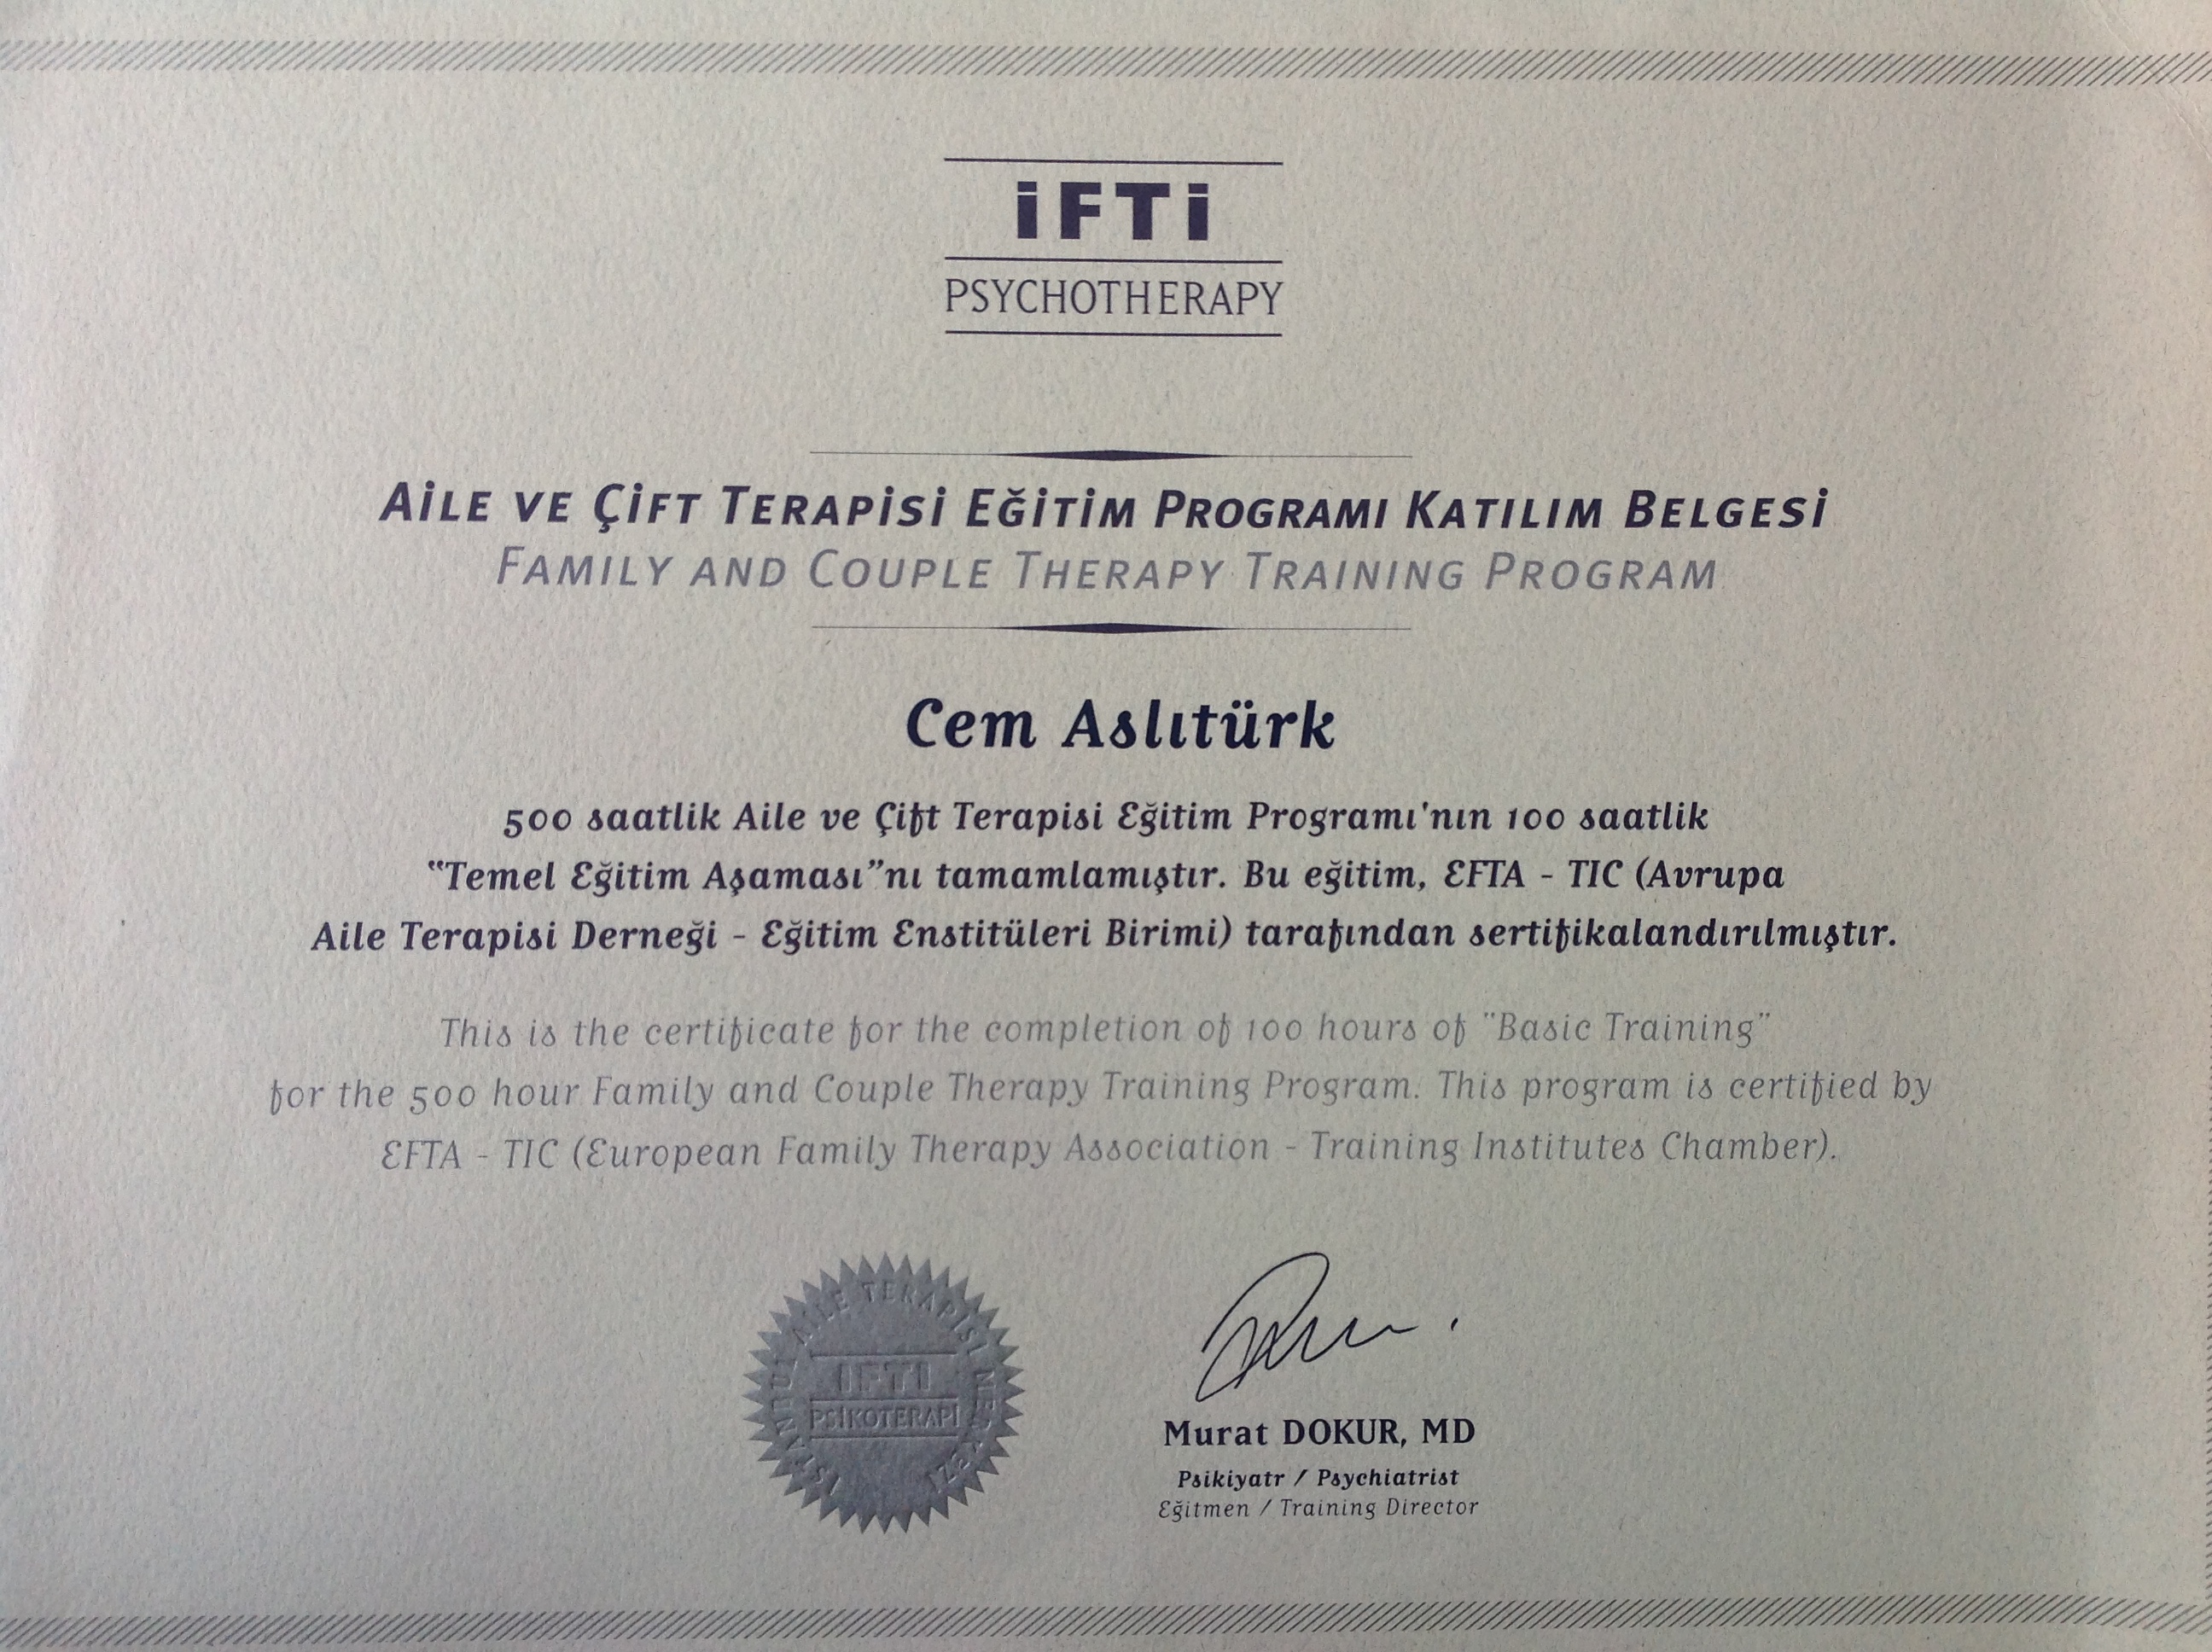 iFTi
PSYCHOTHERAPY
AİLE VE ÇİFT TERAPİSİ EĞİTİM PROGRAMI KATILIM BELGESİ
FAMILY AND COUPLE THERAPY TRAINING PROGRAM
Cem Aslıtürk
500 saatlik Aile ve Çift Terapisi Eğitim Programı'nın 100 saatlik
“Temel Eğitim Aşaması”nı tamamlamıştır. Bu eğitim, EFTA - TIC (Avrupa
Aile Terapisi Derneği - Eğitim Enstitüleri Birimi) tarafından sertifikalandırılmıştır.
This is the certificate for the completion of 100 hours of "Basic Training"
for the 500 hour Family and Couple Therapy Training Program. This program is certified by
EFTA - TIC (European Family Therapy Association - Training Institutes Chamber).
AİLE TERAPİSİ
IFTI
PSİKOTERAPİ
Murat DOKUR, MD
Psikiyatr / Psychiatrist
Eğitmen / Training Director